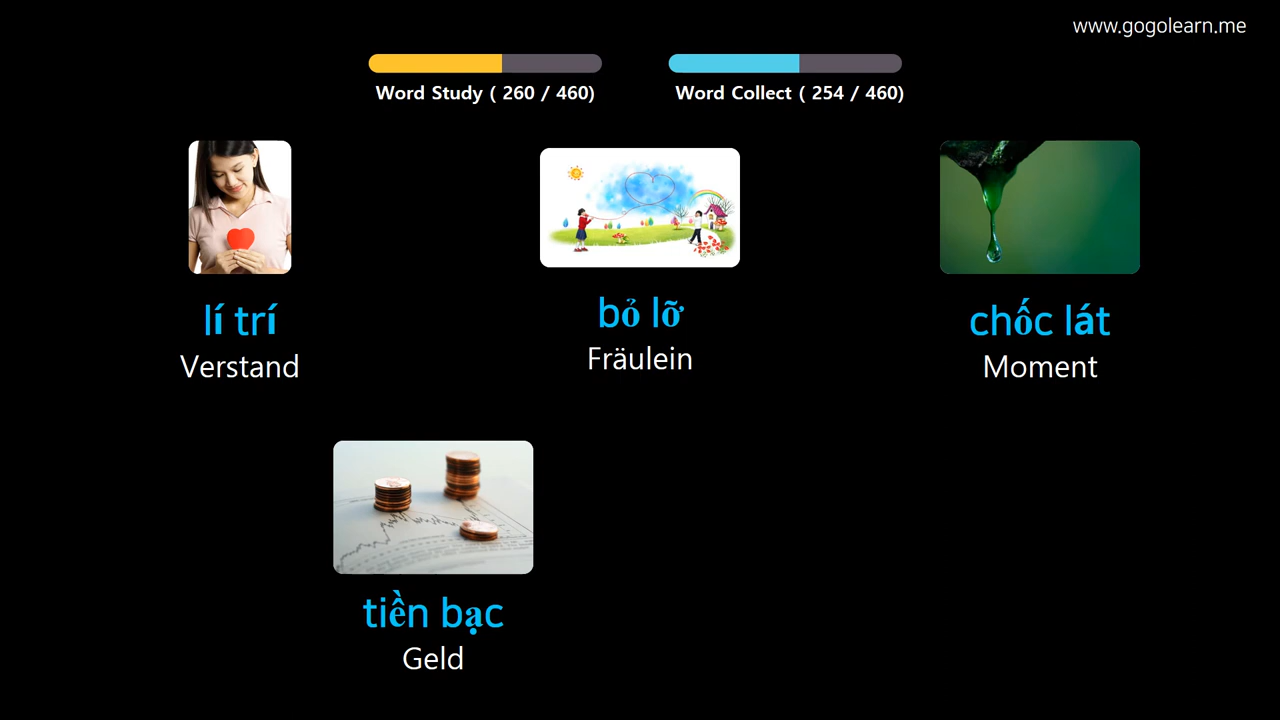 www.gogolearn.me
Word Study ( 260 / 460)
Word Collect ( 254 / 460)
lí trí
Verstand
bỏ lỡ
Fräulein
chốc lát
Moment
tiền bạc
Geld